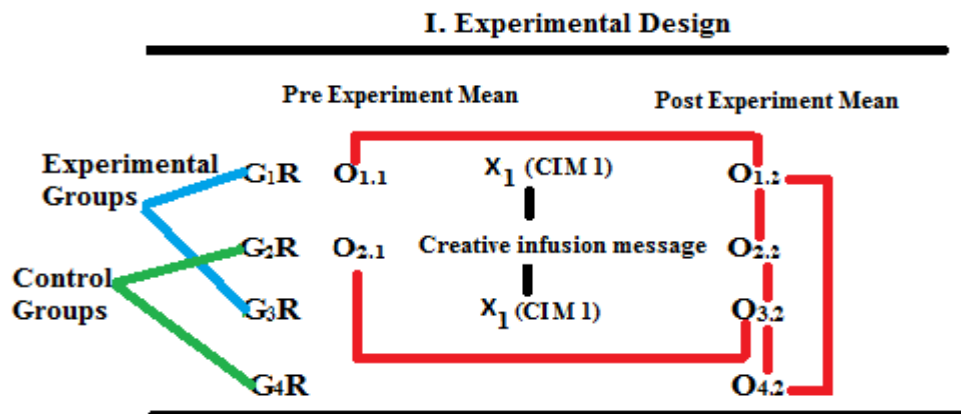 I. Experimental Design
Pre Experiment Mean Post Experiment Mean
Experimental
Groups
G1R O1.1 X1 (CIM 1) O1.2
G2R O2.1 Creative infusion message O2.2
Control
Groups
G3R X1 (CIM 1) O3.2
G4R O4.2